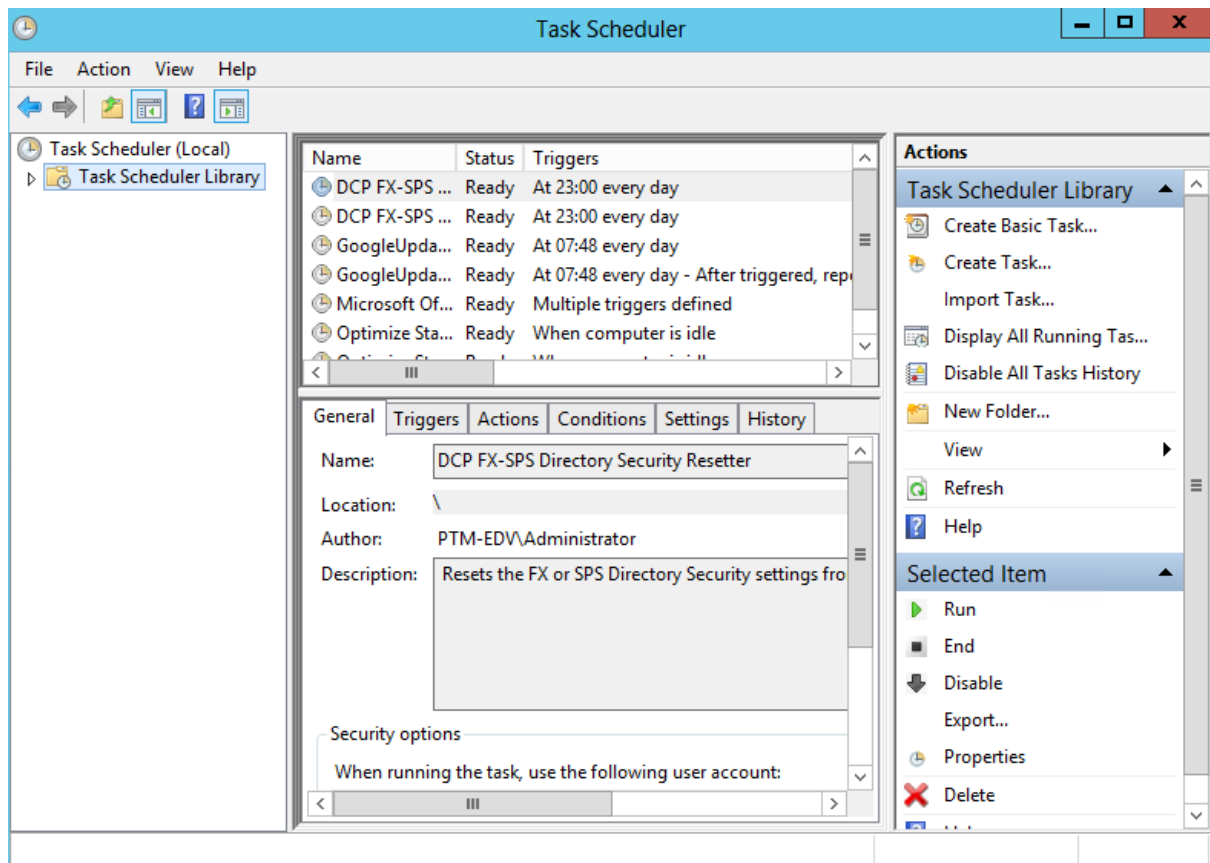 Task Scheduler
File Action View Help
Task Scheduler (Local)
Task Scheduler Library
Name Status Triggers
DCP FX-SPS ... Ready At 23:00 every day
DCP FX-SPS ... Ready At 23:00 every day
GoogleUpda... Ready At 07:48 every day
GoogleUpda... Ready At 07:48 every day - After triggered, repe
Microsoft Of... Ready Multiple triggers defined
Optimize Sta... Ready When computer is idle
General Triggers Actions Conditions Settings History
Name: DCP FX-SPS Directory Security Resetter
Location: \
Author: PTM-EDV\Administrator
Description: Resets the FX or SPS Directory Security settings fro
Security options
When running the task, use the following user account:
Actions
Task Scheduler Library
Create Basic Task...
Create Task...
Import Task...
Display All Running Tas...
Disable All Tasks History
New Folder...
View
Refresh
Help
Selected Item
Run
End
Disable
Export...
Properties
Delete